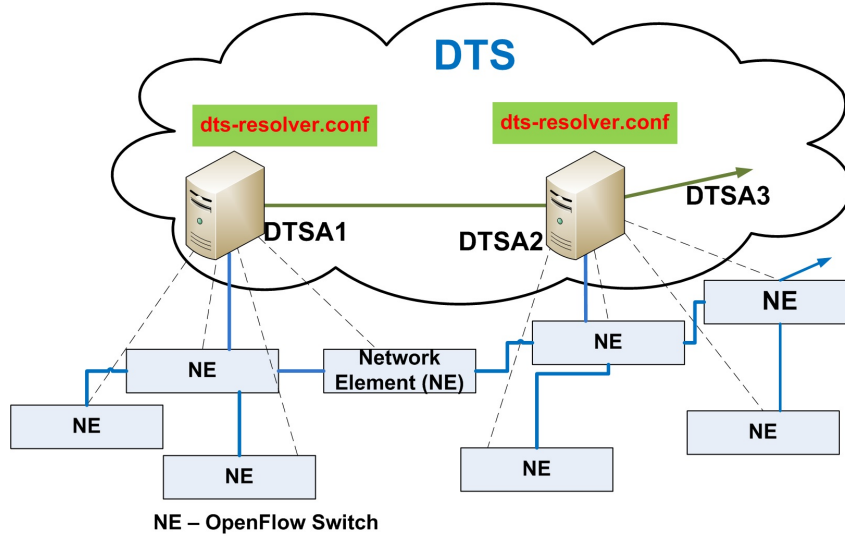 DTS
dts-resolver.conf
dts-resolver.conf
DTSA1
DTSA2
DTSA3
NE
NE
NE
Network
Element (NE)
NE
NE
NE
NE
NE – OpenFlow Switch